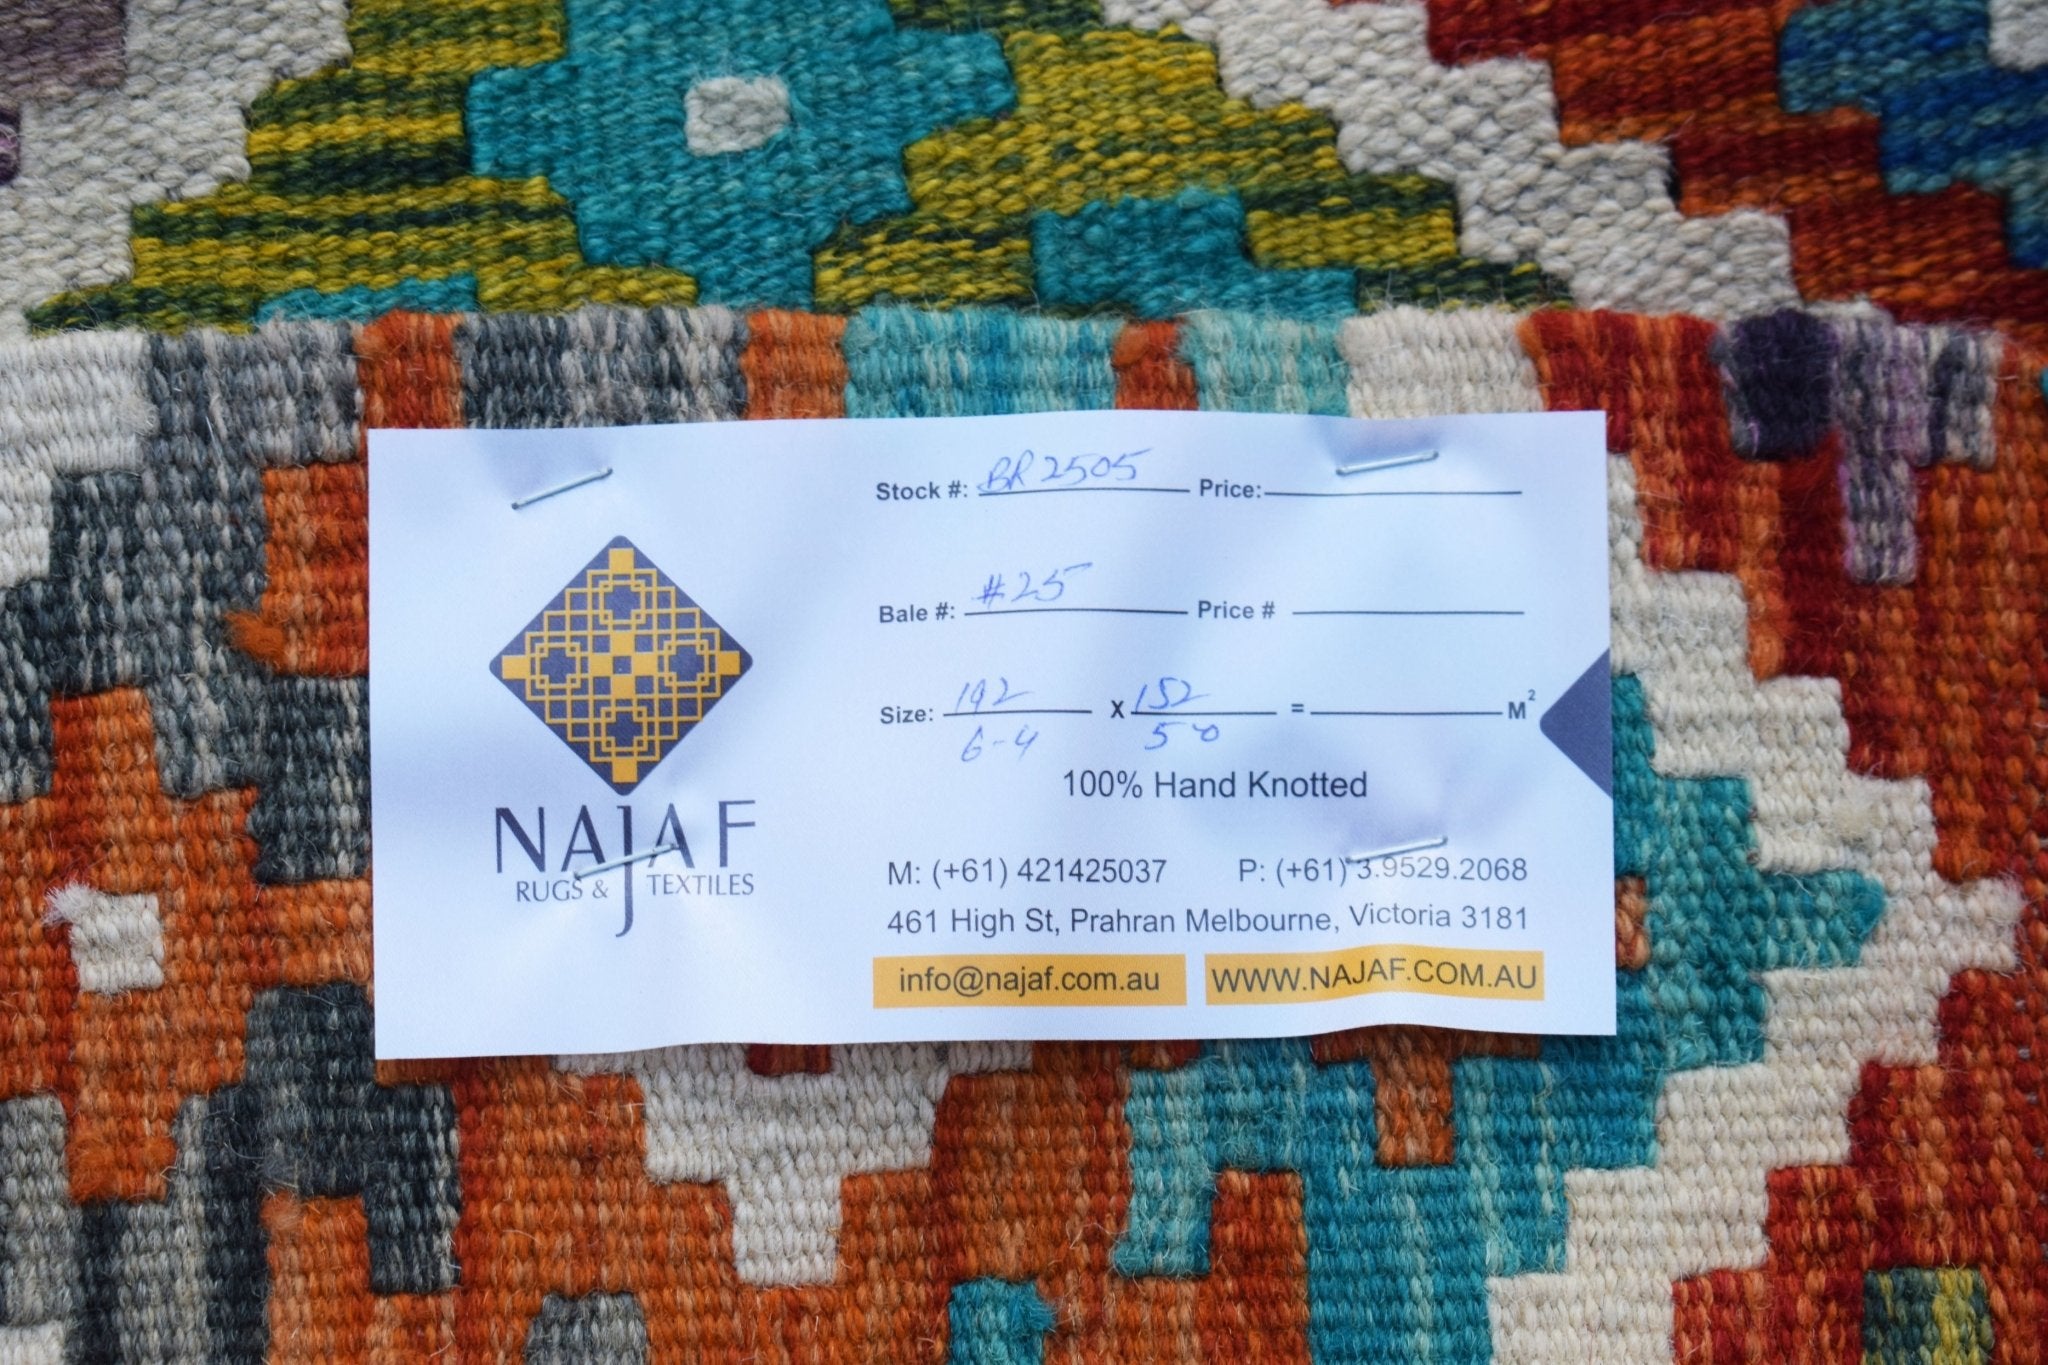 Stock #: BR 2505 Price:
Bale #: #25 Price #
Size: 192 X 152 = M²
6-4 5-0
100% Hand Knotted
NAJAF
RUGS & TEXTILES
M: (+61) 421425037 P: (+61) 3.9529.2068
461 High St, Prahran Melbourne, Victoria 3181
info@najaf.com.au WWW.NAJAF.COM.AU